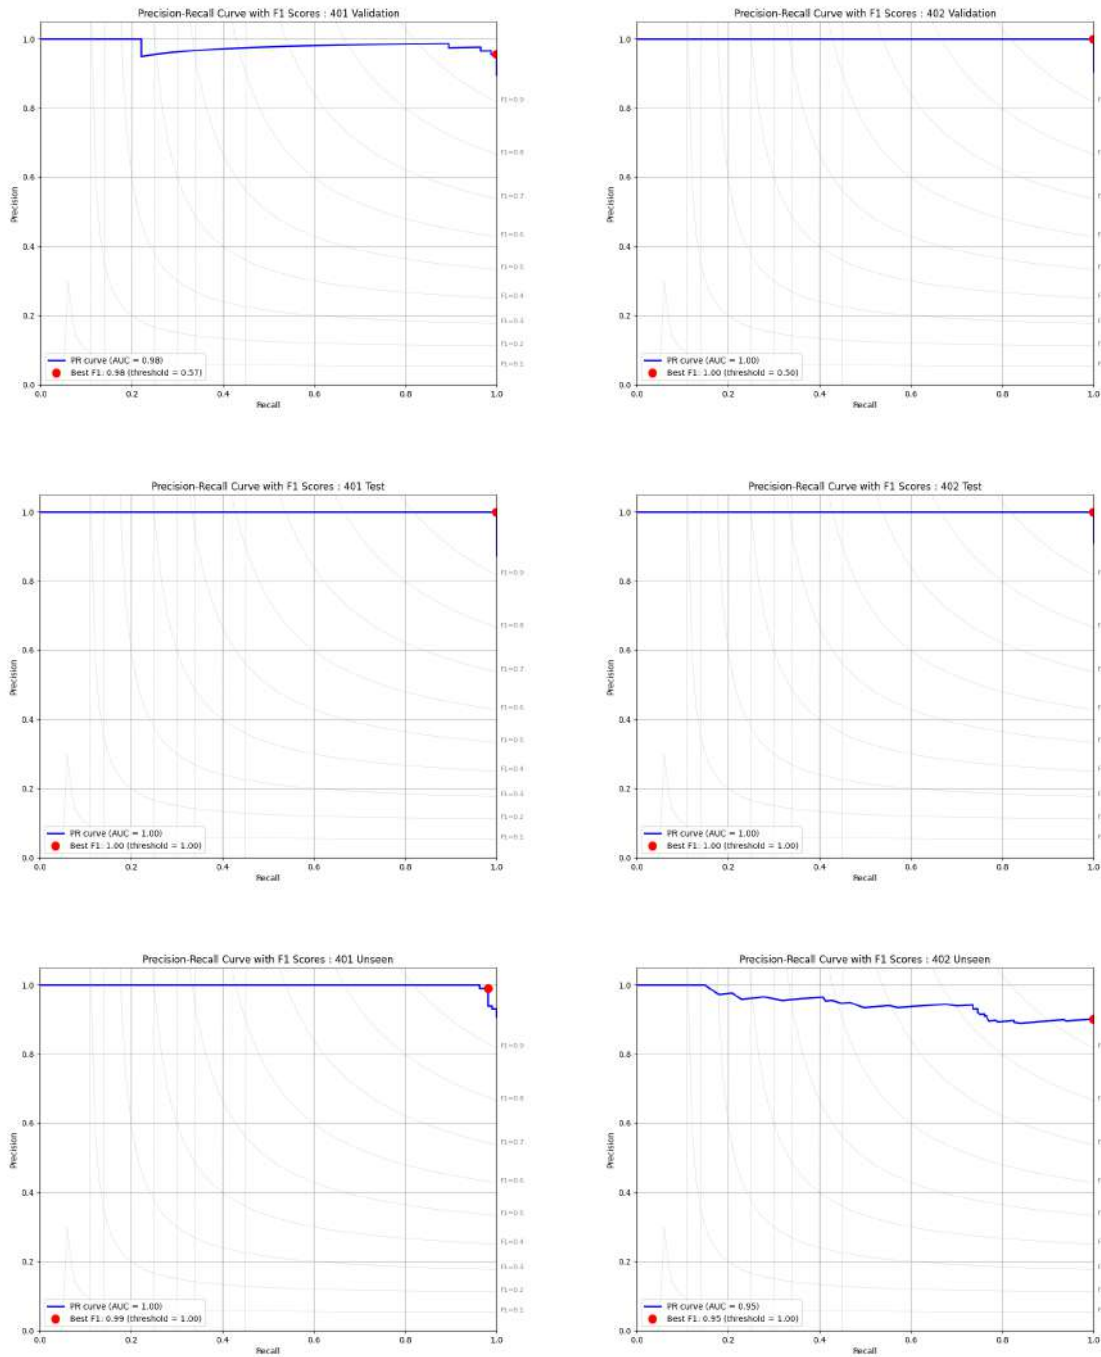 Precision-Recall Curve with F1 Scores : 401 Validation
Precision
1.0
0.8
0.6
0.4
0.2
0.0
F1=0.9
F1=0.8
F1=0.7
F1=0.6
F1=0.5
F1=0.4
F1=0.3
F1=0.2
F1=0.1
PR curve (AUC = 0.98)
Best F1: 0.98 (threshold = 0.57)
0.0 0.2 0.4 0.6 0.8 1.0
Recall
Precision-Recall Curve with F1 Scores : 402 Validation
Precision
1.0
0.8
0.6
0.4
0.2
0.0
PR curve (AUC = 1.00)
Best F1: 1.00 (threshold = 0.50)
0.0 0.2 0.4 0.6 0.8 1.0
Recall
Precision-Recall Curve with F1 Scores : 401 Test
Precision
1.0
0.8
0.6
0.4
0.2
0.0
F1=0.9
F1=0.8
F1=0.7
F1=0.6
F1=0.5
F1=0.4
F1=0.3
F1=0.2
F1=0.1
PR curve (AUC = 1.00)
Best F1: 1.00 (threshold = 1.00)
0.0 0.2 0.4 0.6 0.8 1.0
Recall
Precision-Recall Curve with F1 Scores : 402 Test
Precision
1.0
0.8
0.6
0.4
0.2
0.0
PR curve (AUC = 1.00)
Best F1: 1.00 (threshold = 1.00)
0.0 0.2 0.4 0.6 0.8 1.0
Recall
Precision-Recall Curve with F1 Scores : 401 Unseen
Precision
1.0
0.8
0.6
0.4
0.2
0.0
F1=0.9
F1=0.8
F1=0.7
F1=0.6
F1=0.5
F1=0.4
F1=0.3
F1=0.2
F1=0.1
PR curve (AUC = 1.00)
Best F1: 0.99 (threshold = 1.00)
0.0 0.2 0.4 0.6 0.8 1.0
Recall
Precision-Recall Curve with F1 Scores : 402 Unseen
Precision
1.0
0.8
0.6
0.4
0.2
0.0
PR curve (AUC = 0.95)
Best F1: 0.95 (threshold = 1.00)
0.0 0.2 0.4 0.6 0.8 1.0
Recall